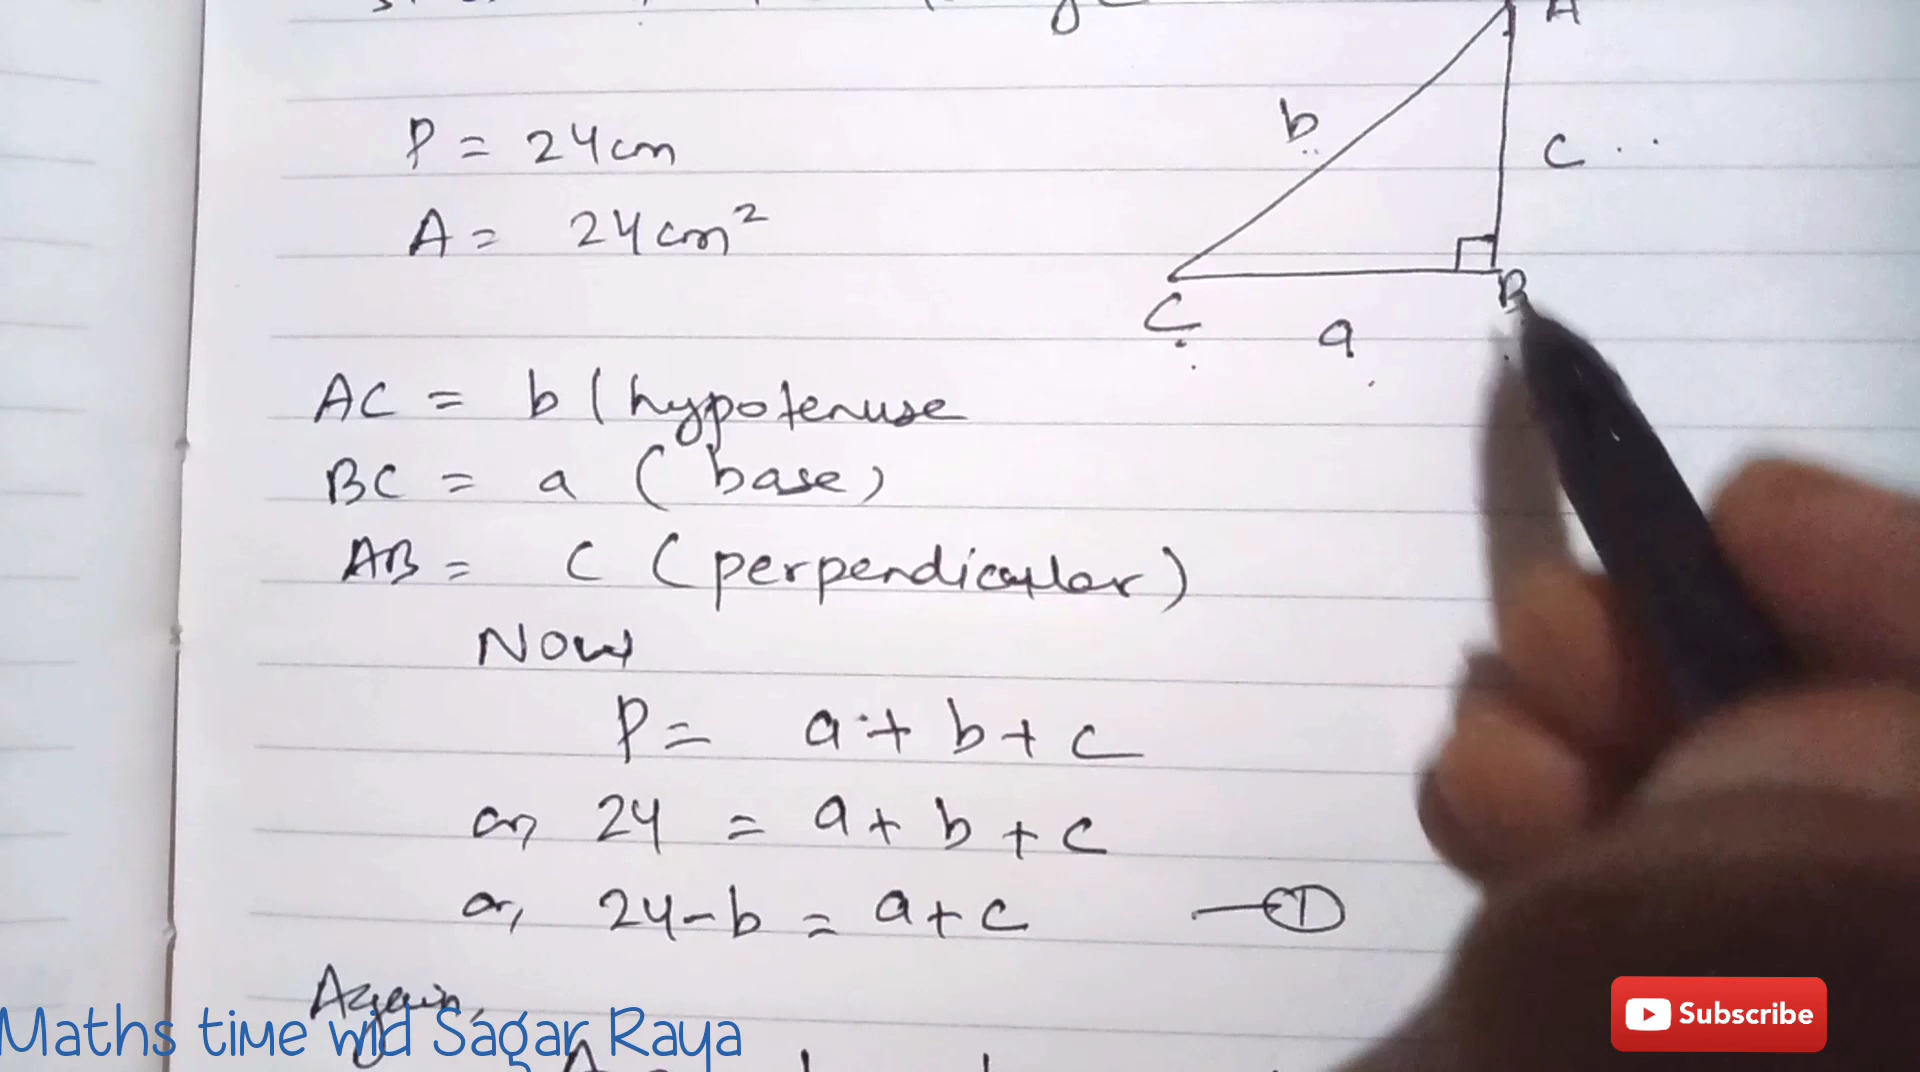 A
b
c
P = 24cm
A = 24cm²
B
C
a
AC = b ( hypotenuse
BC = a ( base )
AB = c ( perpendicular )
Now
P = a + b + c
or, 24 = a + b + c
or, 24 - b = a + c — ①
Again,
Maths time wid Sagar Raya
Subscribe